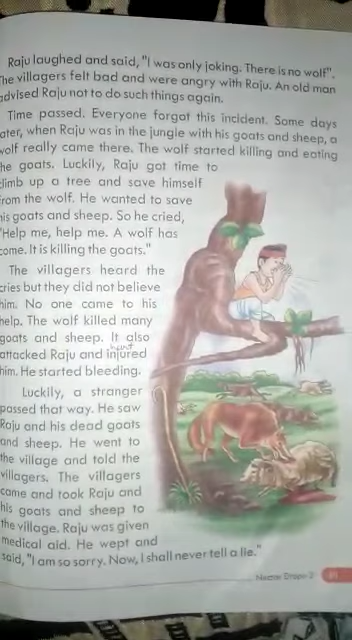 Raju laughed and said, "I was only joking. There is no wolf".
The villagers felt bad and were angry with Raju. An old man
advised Raju not to do such things again.
Time passed. Everyone forgot this incident. Some days
ater, when Raju was in the jungle with his goats and sheep, a
wolf really came there. The wolf started killing and eating
he goats. Luckily, Raju got time to
climb up a tree and save himself
from the wolf. He wanted to save
his goats and sheep. So he cried,
"Help me, help me. A wolf has
come. It is killing the goats."
The villagers heard the
cries but they did not believe
him. No one came to his
help. The wolf killed many
goats and sheep. It also
hurt
attacked Raju and injured
him. He started bleeding.
Luckily, a stranger
passed that way. He saw
Raju and his dead goats
and sheep. He went to
the village and told the
villagers. The villagers
came and took Raju and
his goats and sheep to
the village. Raju was given
medical aid. He wept and
said, "I am so sorry. Now, I shall never tell a lie."